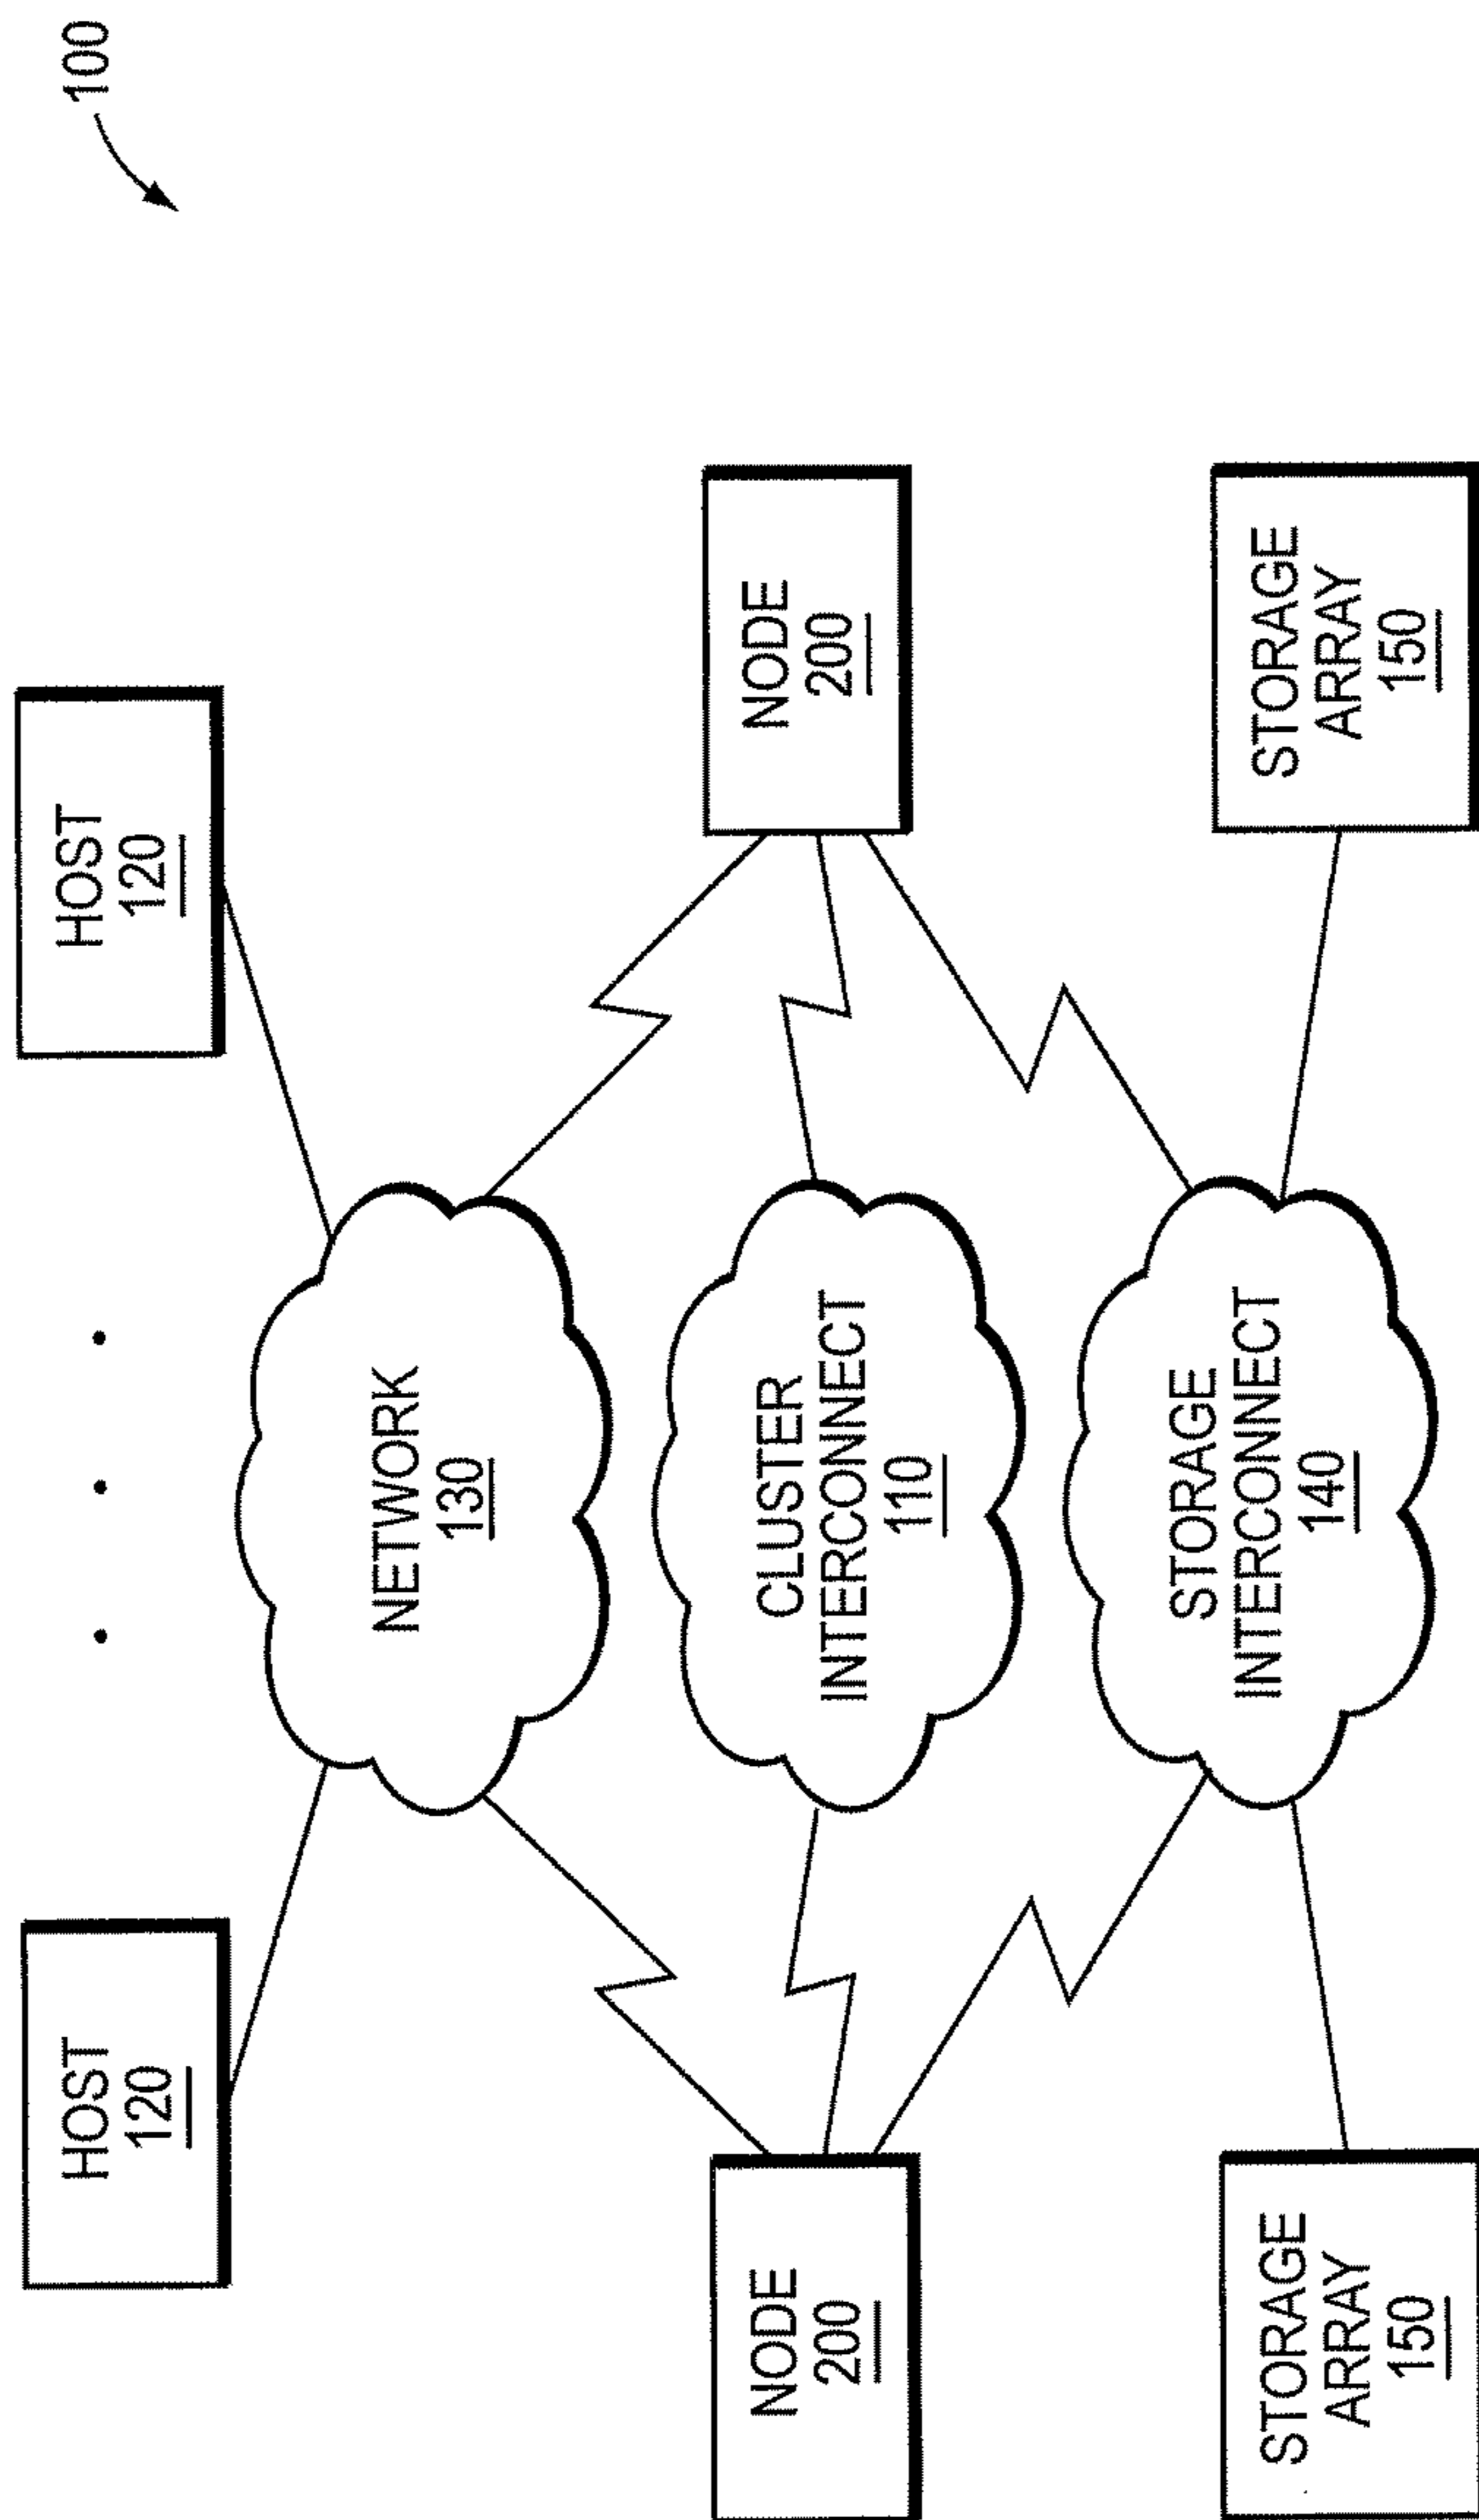 100
HOST
120
. . .
HOST
120
NETWORK
130
NODE
200
CLUSTER
INTERCONNECT
110
NODE
200
STORAGE
INTERCONNECT
140
STORAGE
ARRAY
150
STORAGE
ARRAY
150